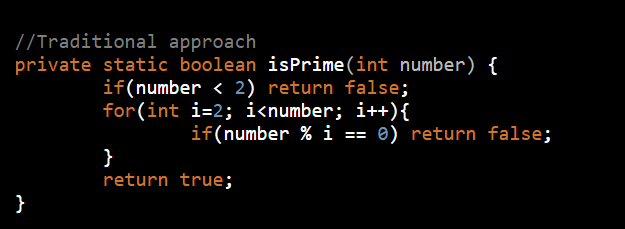 //Traditional approach
private static boolean isPrime(int number) {
        if(number < 2) return false;
        for(int i=2; i<number; i++){
                if(number % i == 0) return false;
        }
        return true;
}